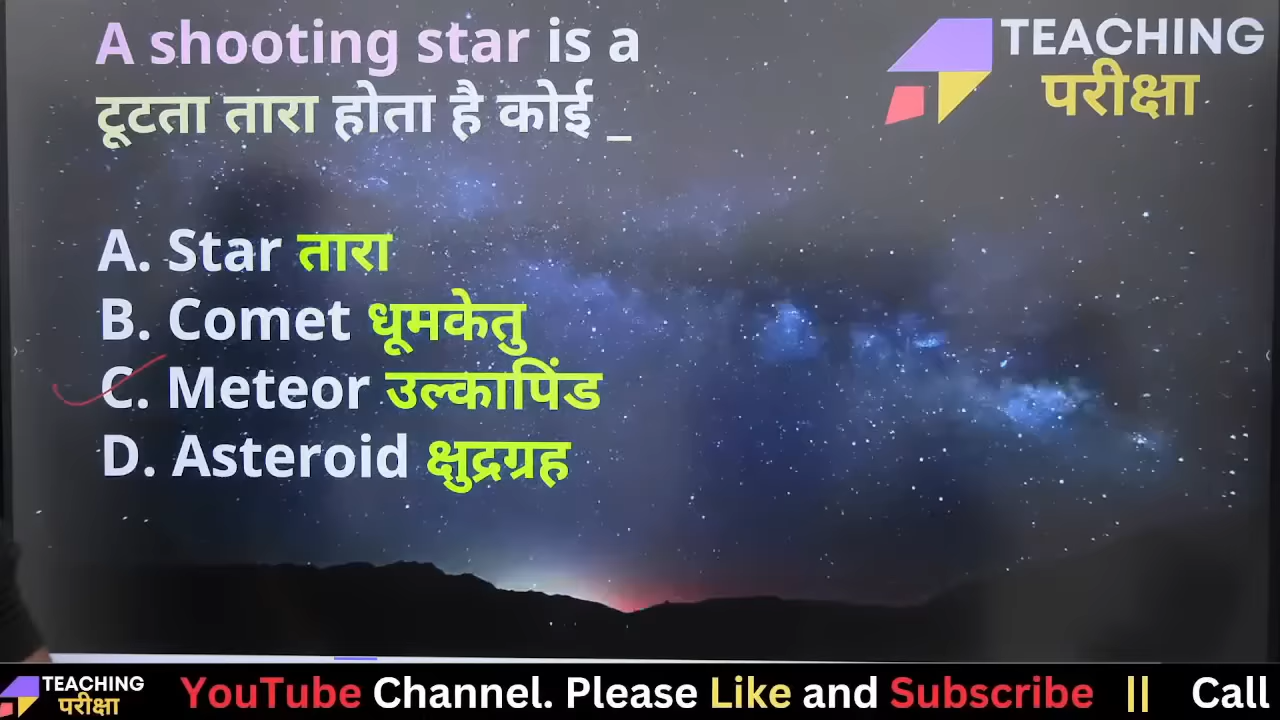 A shooting star is a
टूटता तारा होता है कोई _
TEACHING
परीक्षा
A. Star तारा
B. Comet धूमकेतु
C. Meteor उल्कापिंड
D. Asteroid क्षुद्रग्रह
TEACHING
परीक्षा
YouTube Channel. Please Like and Subscribe || Call